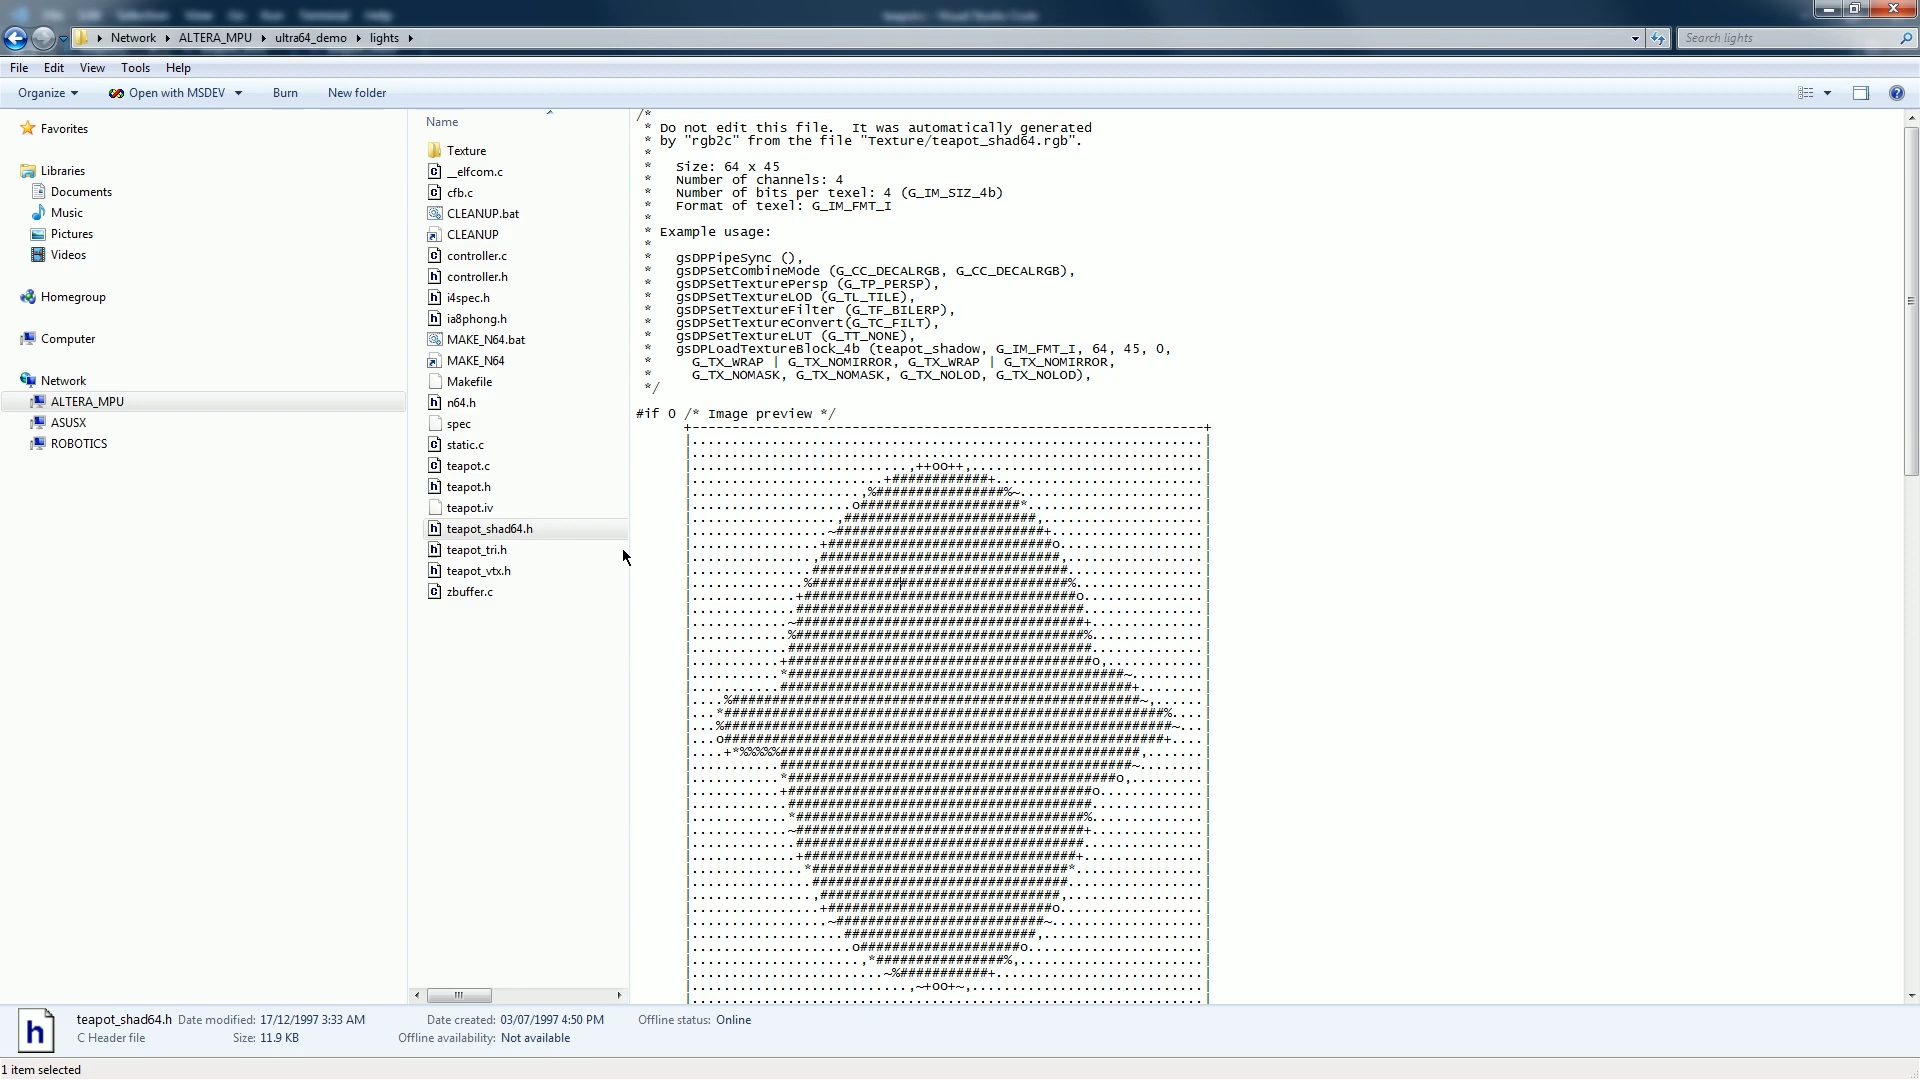 Network ▸ ALTERA_MPU ▸ ultra64_demo ▸ lights ▸
Search lights
File Edit View Tools Help
Organize Open with MSDEV Burn New folder
Favorites
Libraries
Documents
Music
Pictures
Videos
Homegroup
Computer
Network
ALTERA_MPU
ASUSX
ROBOTICS
Name
Texture
__elfcom.c
cfb.c
CLEANUP.bat
CLEANUP
controller.c
controller.h
i4spec.h
ia8phong.h
MAKE_N64.bat
MAKE_N64
Makefile
n64.h
spec
static.c
teapot.c
teapot.h
teapot.iv
teapot_shad64.h
teapot_tri.h
teapot_vtx.h
zbuffer.c
/*
* Do not edit this file.  It was automatically generated
* by "rgb2c" from the file "Texture/teapot_shad64.rgb".
*
*   Size: 64 x 45
*   Number of channels: 4
*   Number of bits per texel: 4 (G_IM_SIZ_4b)
*   Format of texel: G_IM_FMT_I
*
* Example usage:
*
*   gsDPPipeSync (),
*   gsDPSetCombineMode (G_CC_DECALRGB, G_CC_DECALRGB),
*   gsDPSetTexturePersp (G_TP_PERSP),
*   gsDPSetTextureLOD (G_TL_TILE),
*   gsDPSetTextureFilter (G_TF_BILERP),
*   gsDPSetTextureConvert(G_TC_FILT),
*   gsDPSetTextureLUT (G_TT_NONE),
*   gsDPLoadTextureBlock_4b (teapot_shadow, G_IM_FMT_I, 64, 45, 0,
*     G_TX_WRAP | G_TX_NOMIRROR, G_TX_WRAP | G_TX_NOMIRROR,
*     G_TX_NOMASK, G_TX_NOMASK, G_TX_NOLOD, G_TX_NOLOD),
*/
#if 0 /* Image preview */
teapot_shad64.h Date modified: 17/12/1997 3:33 AM Date created: 03/07/1997 4:50 PM Offline status: Online
C Header file Size: 11.9 KB Offline availability: Not available
1 item selected